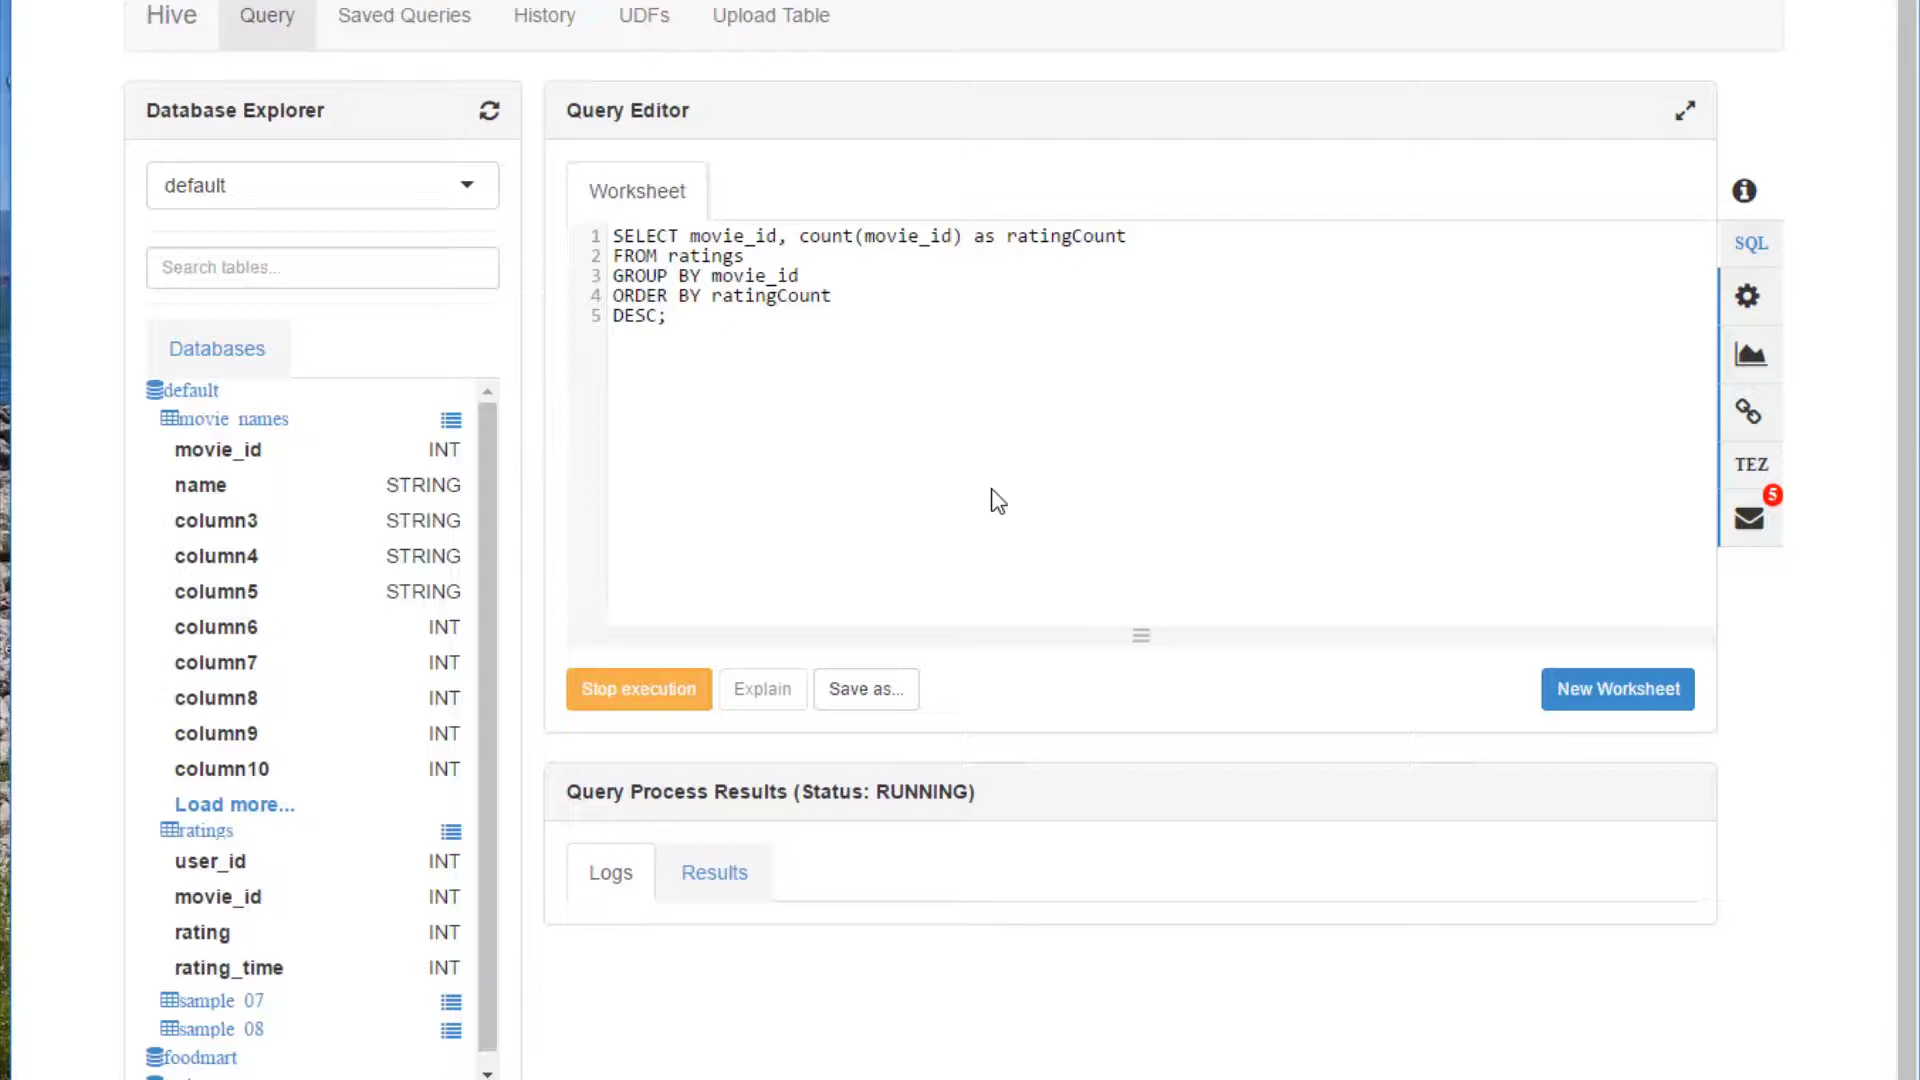 Hive Query Saved Queries History UDFs Upload Table
Database Explorer
default
Search tables...
Databases
default
movie_names
movie_id INT
name STRING
column3 STRING
column4 STRING
column5 STRING
column6 INT
column7 INT
column8 INT
column9 INT
column10 INT
Load more...
ratings
user_id INT
movie_id INT
rating INT
rating_time INT
sample_07
sample_08
foodmart
Query Editor
Worksheet
1 SELECT movie_id, count(movie_id) as ratingCount
2 FROM ratings
3 GROUP BY movie_id
4 ORDER BY ratingCount
5 DESC;
Stop execution Explain Save as... New Worksheet
Query Process Results (Status: RUNNING)
Logs Results
SQL
TEZ
5